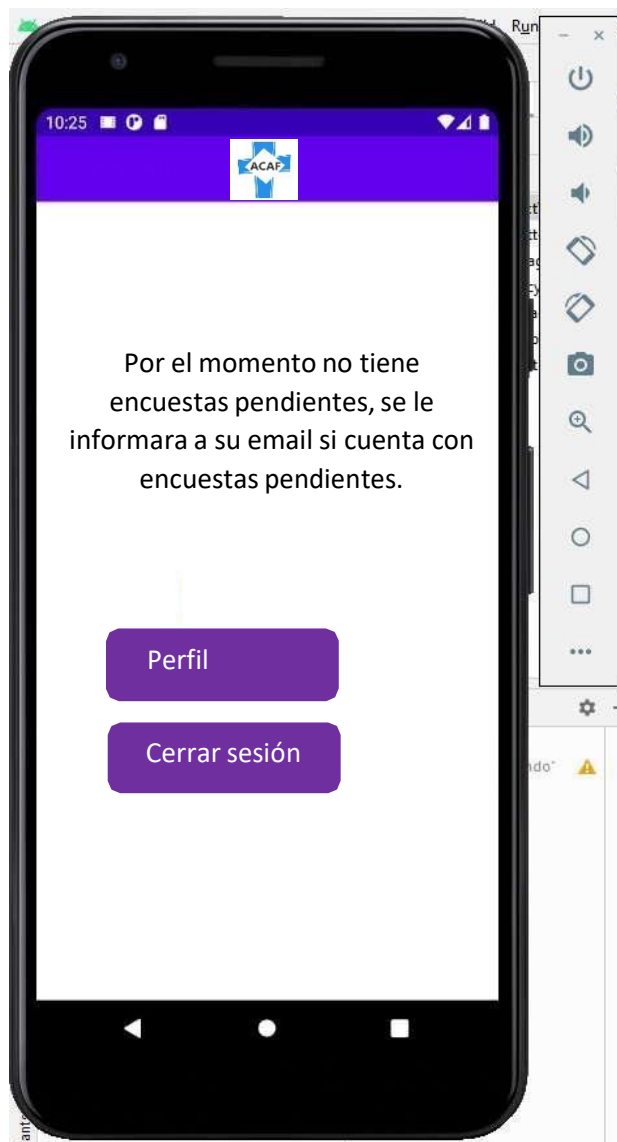 Run
10:25
ACAF
Por el momento no tiene
encuestas pendientes, se le
informara a su email si cuenta con
encuestas pendientes.
Perfil
Cerrar sesión